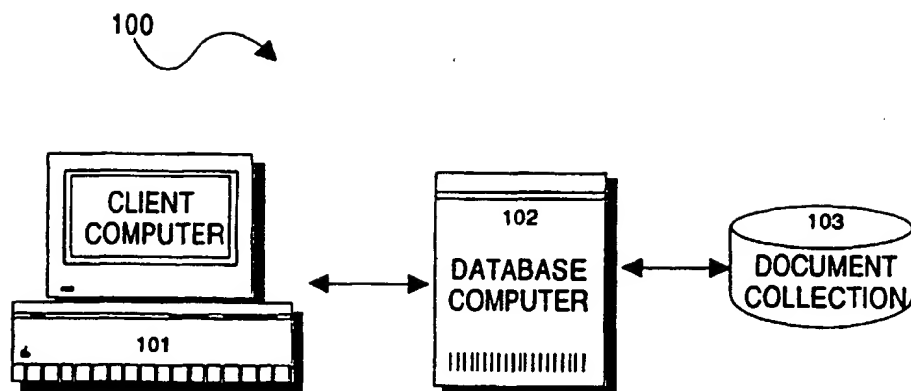 100
CLIENT
COMPUTER
101
102
DATABASE
COMPUTER
103
DOCUMENT
COLLECTION